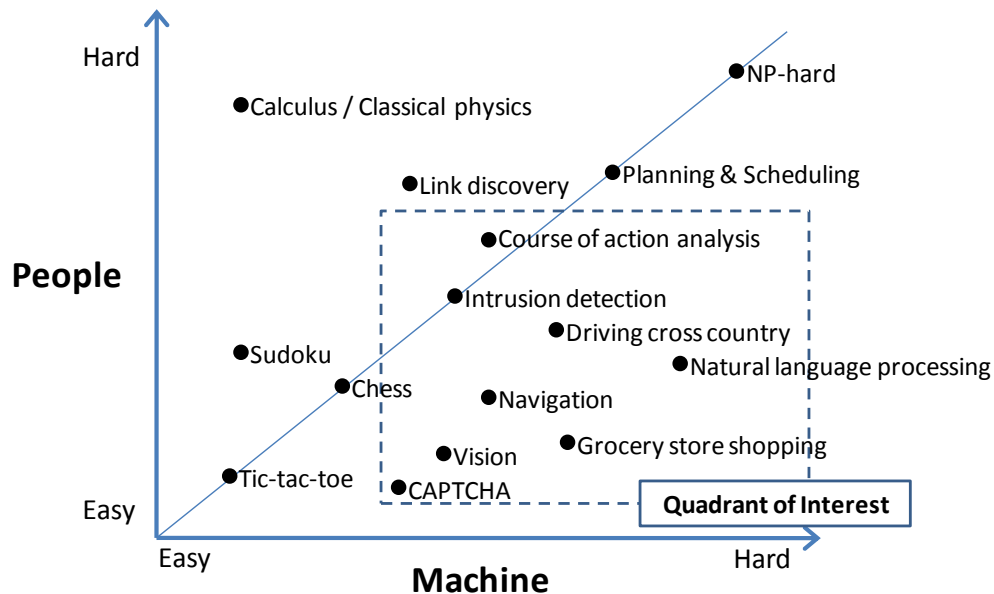 Hard
NP-hard
Calculus / Classical physics
Planning & Scheduling
Link discovery
Course of action analysis
People
Intrusion detection
Driving cross country
Sudoku
Natural language processing
Chess
Navigation
Grocery store shopping
Vision
Tic-tac-toe
CAPTCHA
Quadrant of Interest
Easy
Easy
Hard
Machine